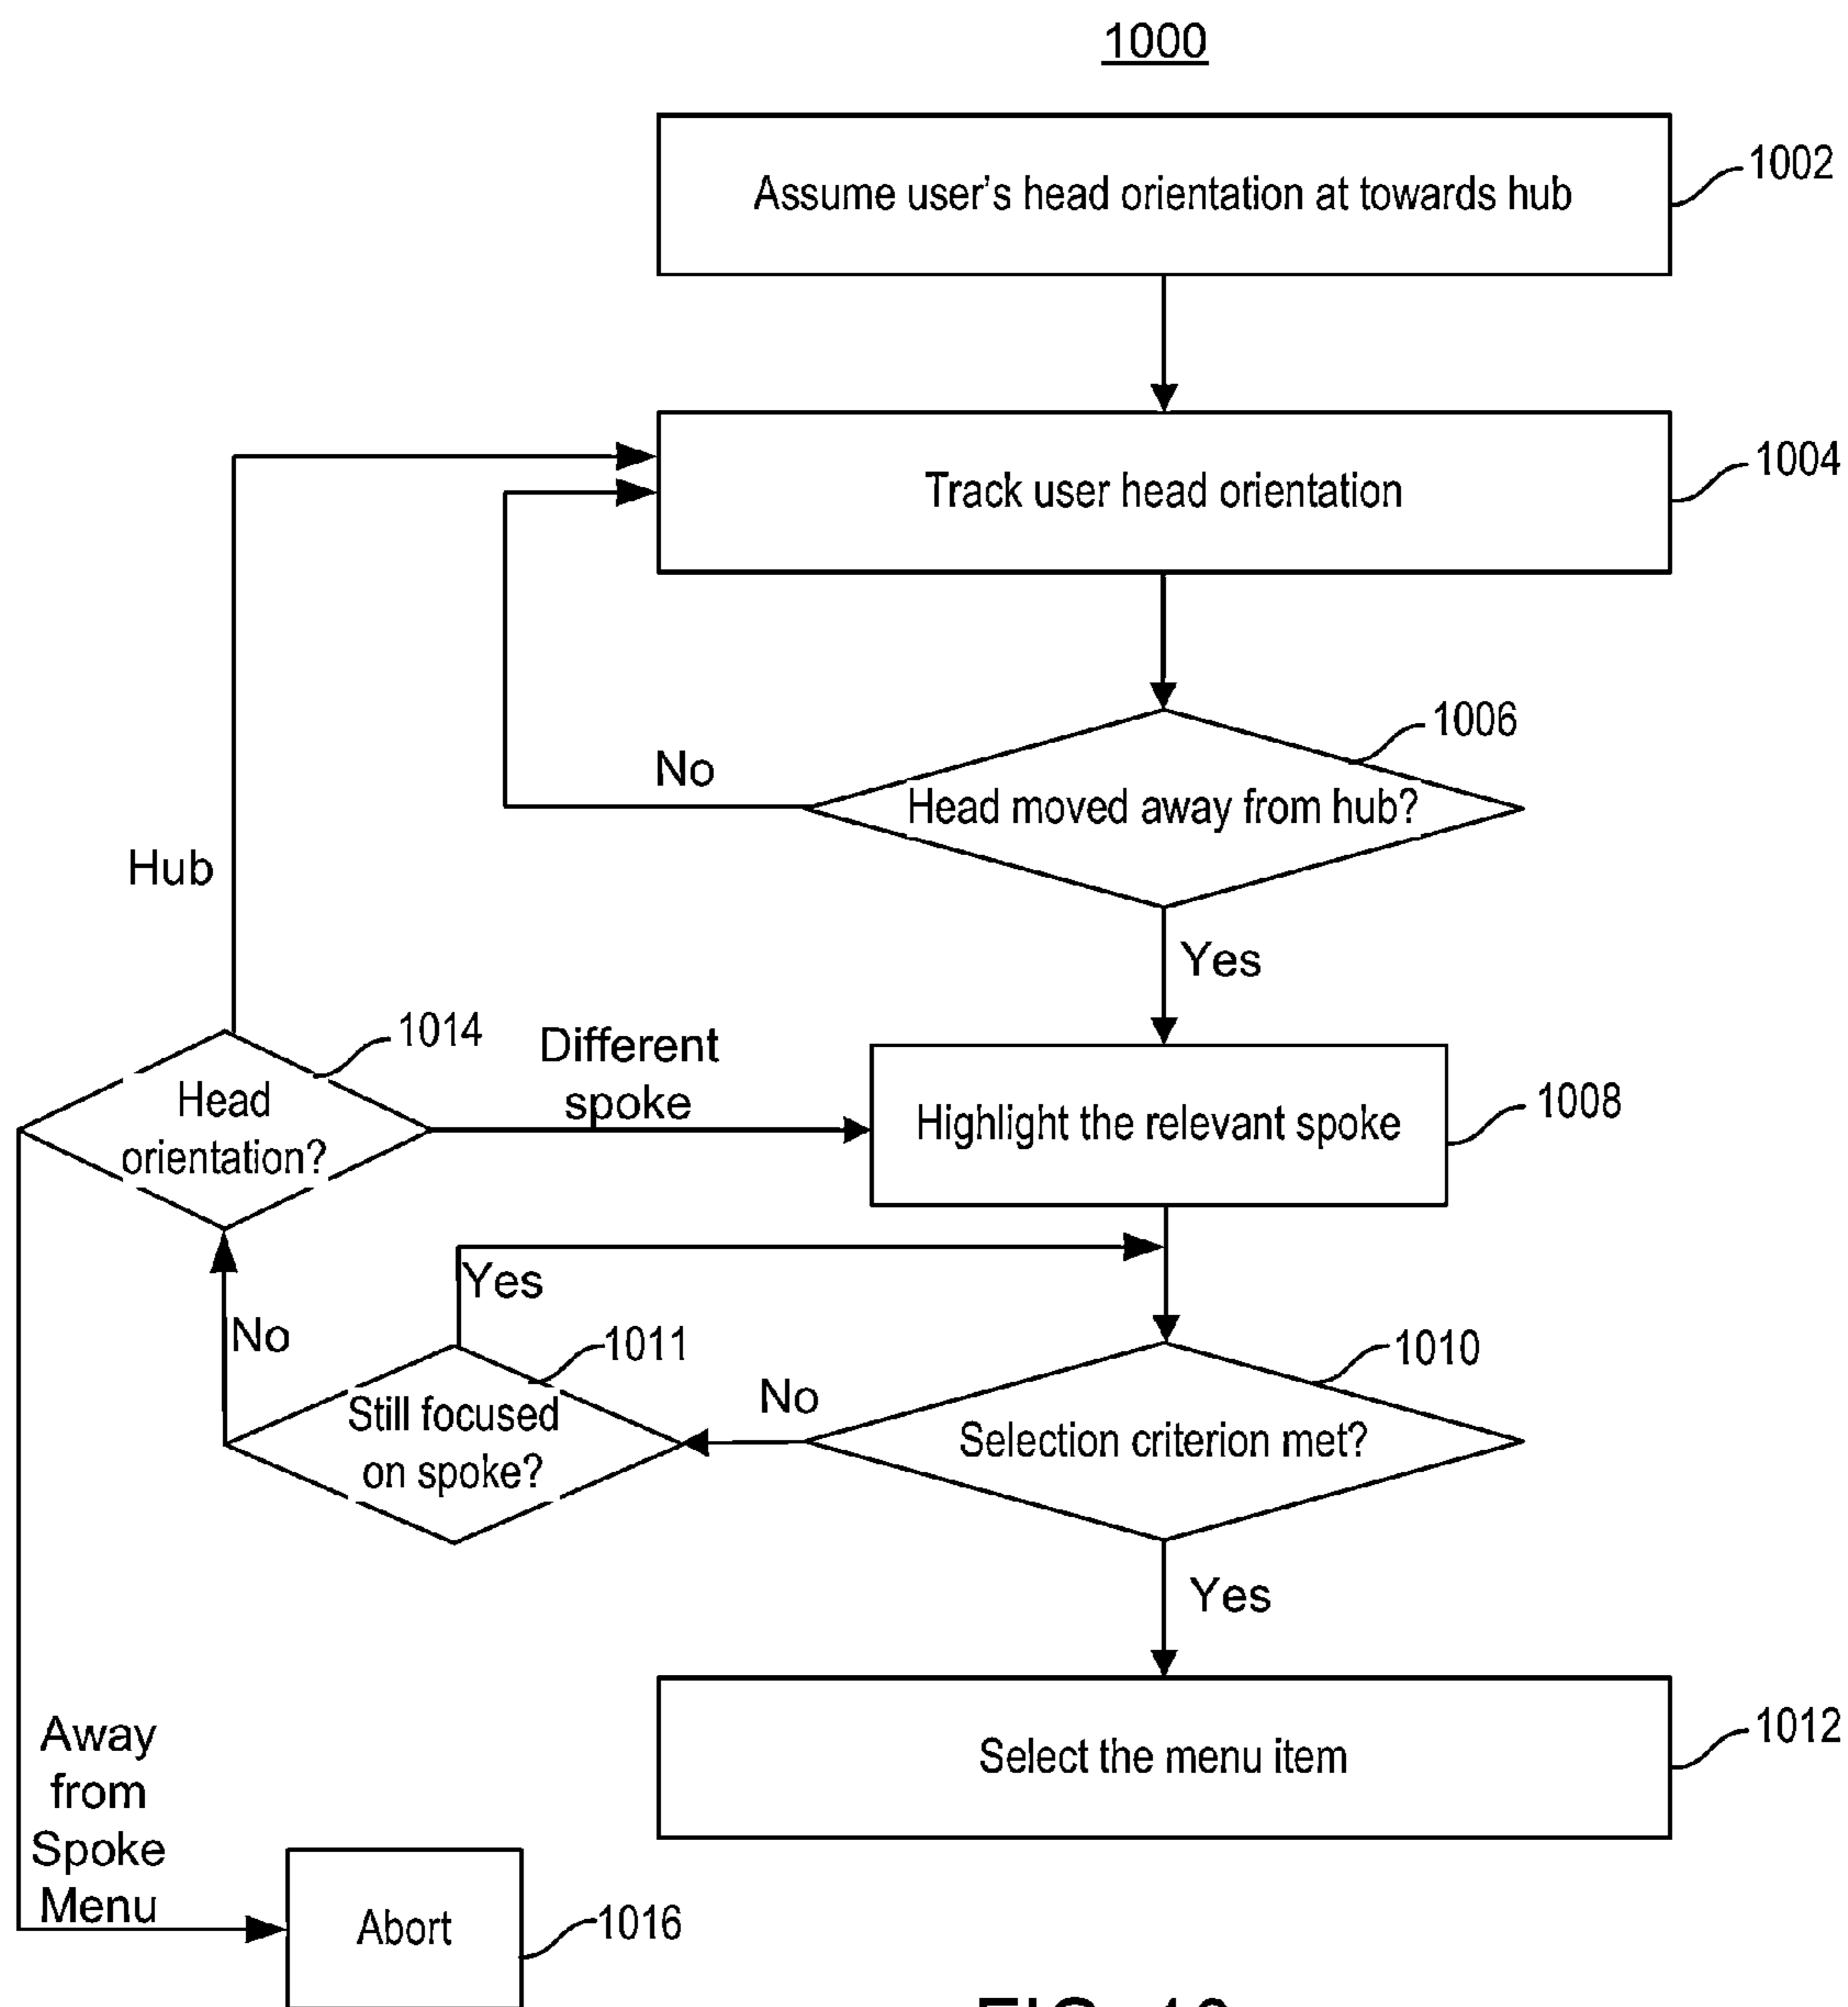 1000
Assume user's head orientation at towards hub
1002
Track user head orientation
1004
Head moved away from hub?
1006
No
Yes
Hub
Head
orientation?
1014
Different
spoke
Highlight the relevant spoke
1008
Yes
No
Still focused
on spoke?
1011
No
Selection criterion met?
1010
Yes
Select the menu item
1012
Away
from
Spoke
Menu
Abort
1016